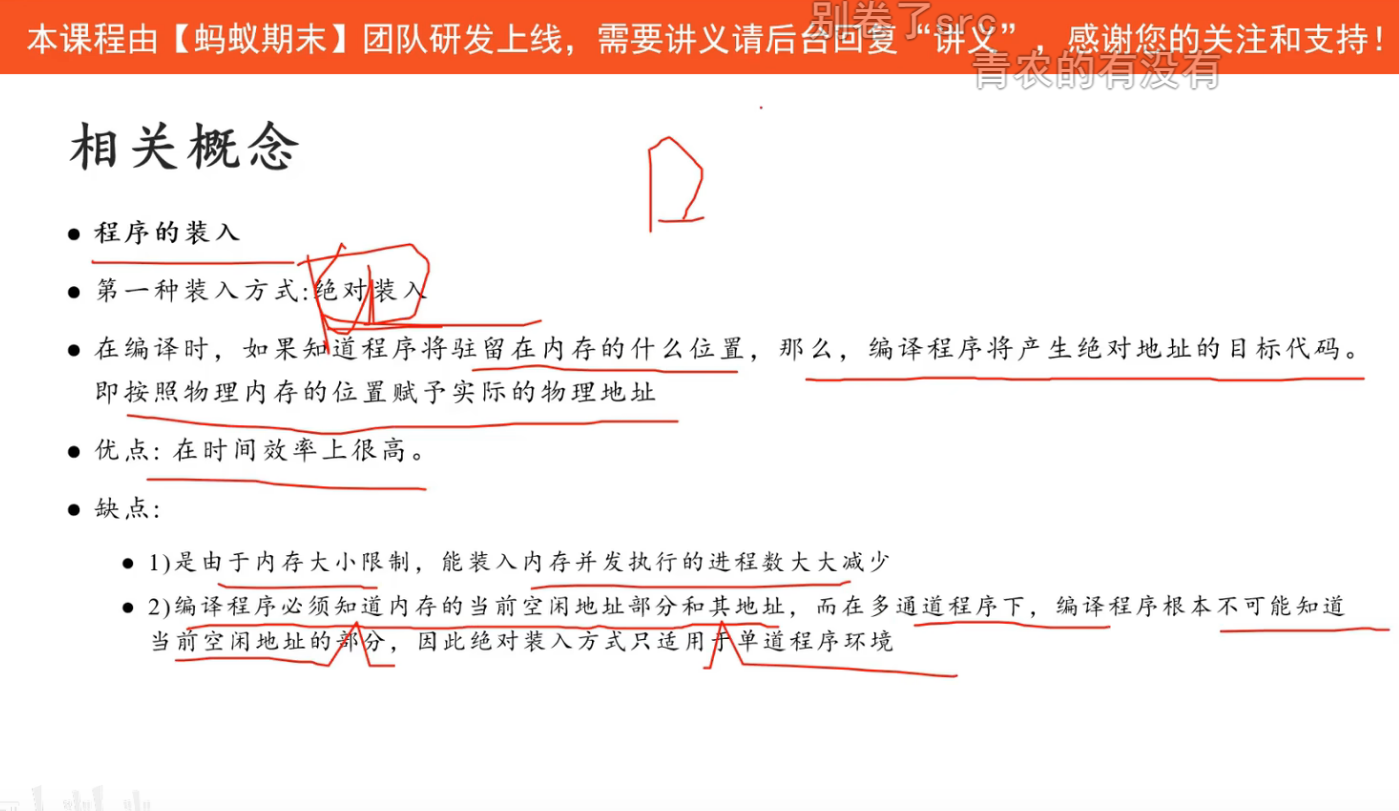 本课程由【蚂蚁期末】团队研发上线，需要讲义请后台回复“讲义”，感谢您的关注和支持！
别卷了src
青农的有没有
相关概念
• 程序的装入
• 第一种装入方式:绝对装入
• 在编译时，如果知道程序将驻留在内存的什么位置，那么，编译程序将产生绝对地址的目标代码。
即按照物理内存的位置赋予实际的物理地址
• 优点: 在时间效率上很高。
• 缺点:
• 1)是由于内存大小限制，能装入内存并发执行的进程数大大减少
• 2)编译程序必须知道内存的当前空闲地址部分和其地址，而在多通道程序下，编译程序根本不可能知道
当前空闲地址的部分，因此绝对装入方式只适用于单道程序环境